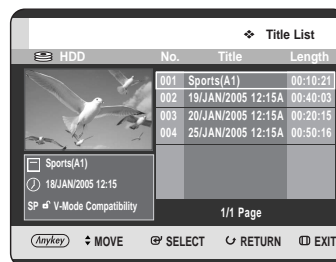 ❖ Title List
HDD No. Title Length
001 Sports(A1) 00:10:21
002 19/JAN/2005 12:15A 00:40:03
003 20/JAN/2005 12:15A 00:20:15
004 25/JAN/2005 12:15A 00:50:16
Sports(A1)
18/JAN/2005 12:15
SP V-Mode Compatibility
1/1 Page
Anykey MOVE SELECT RETURN EXIT